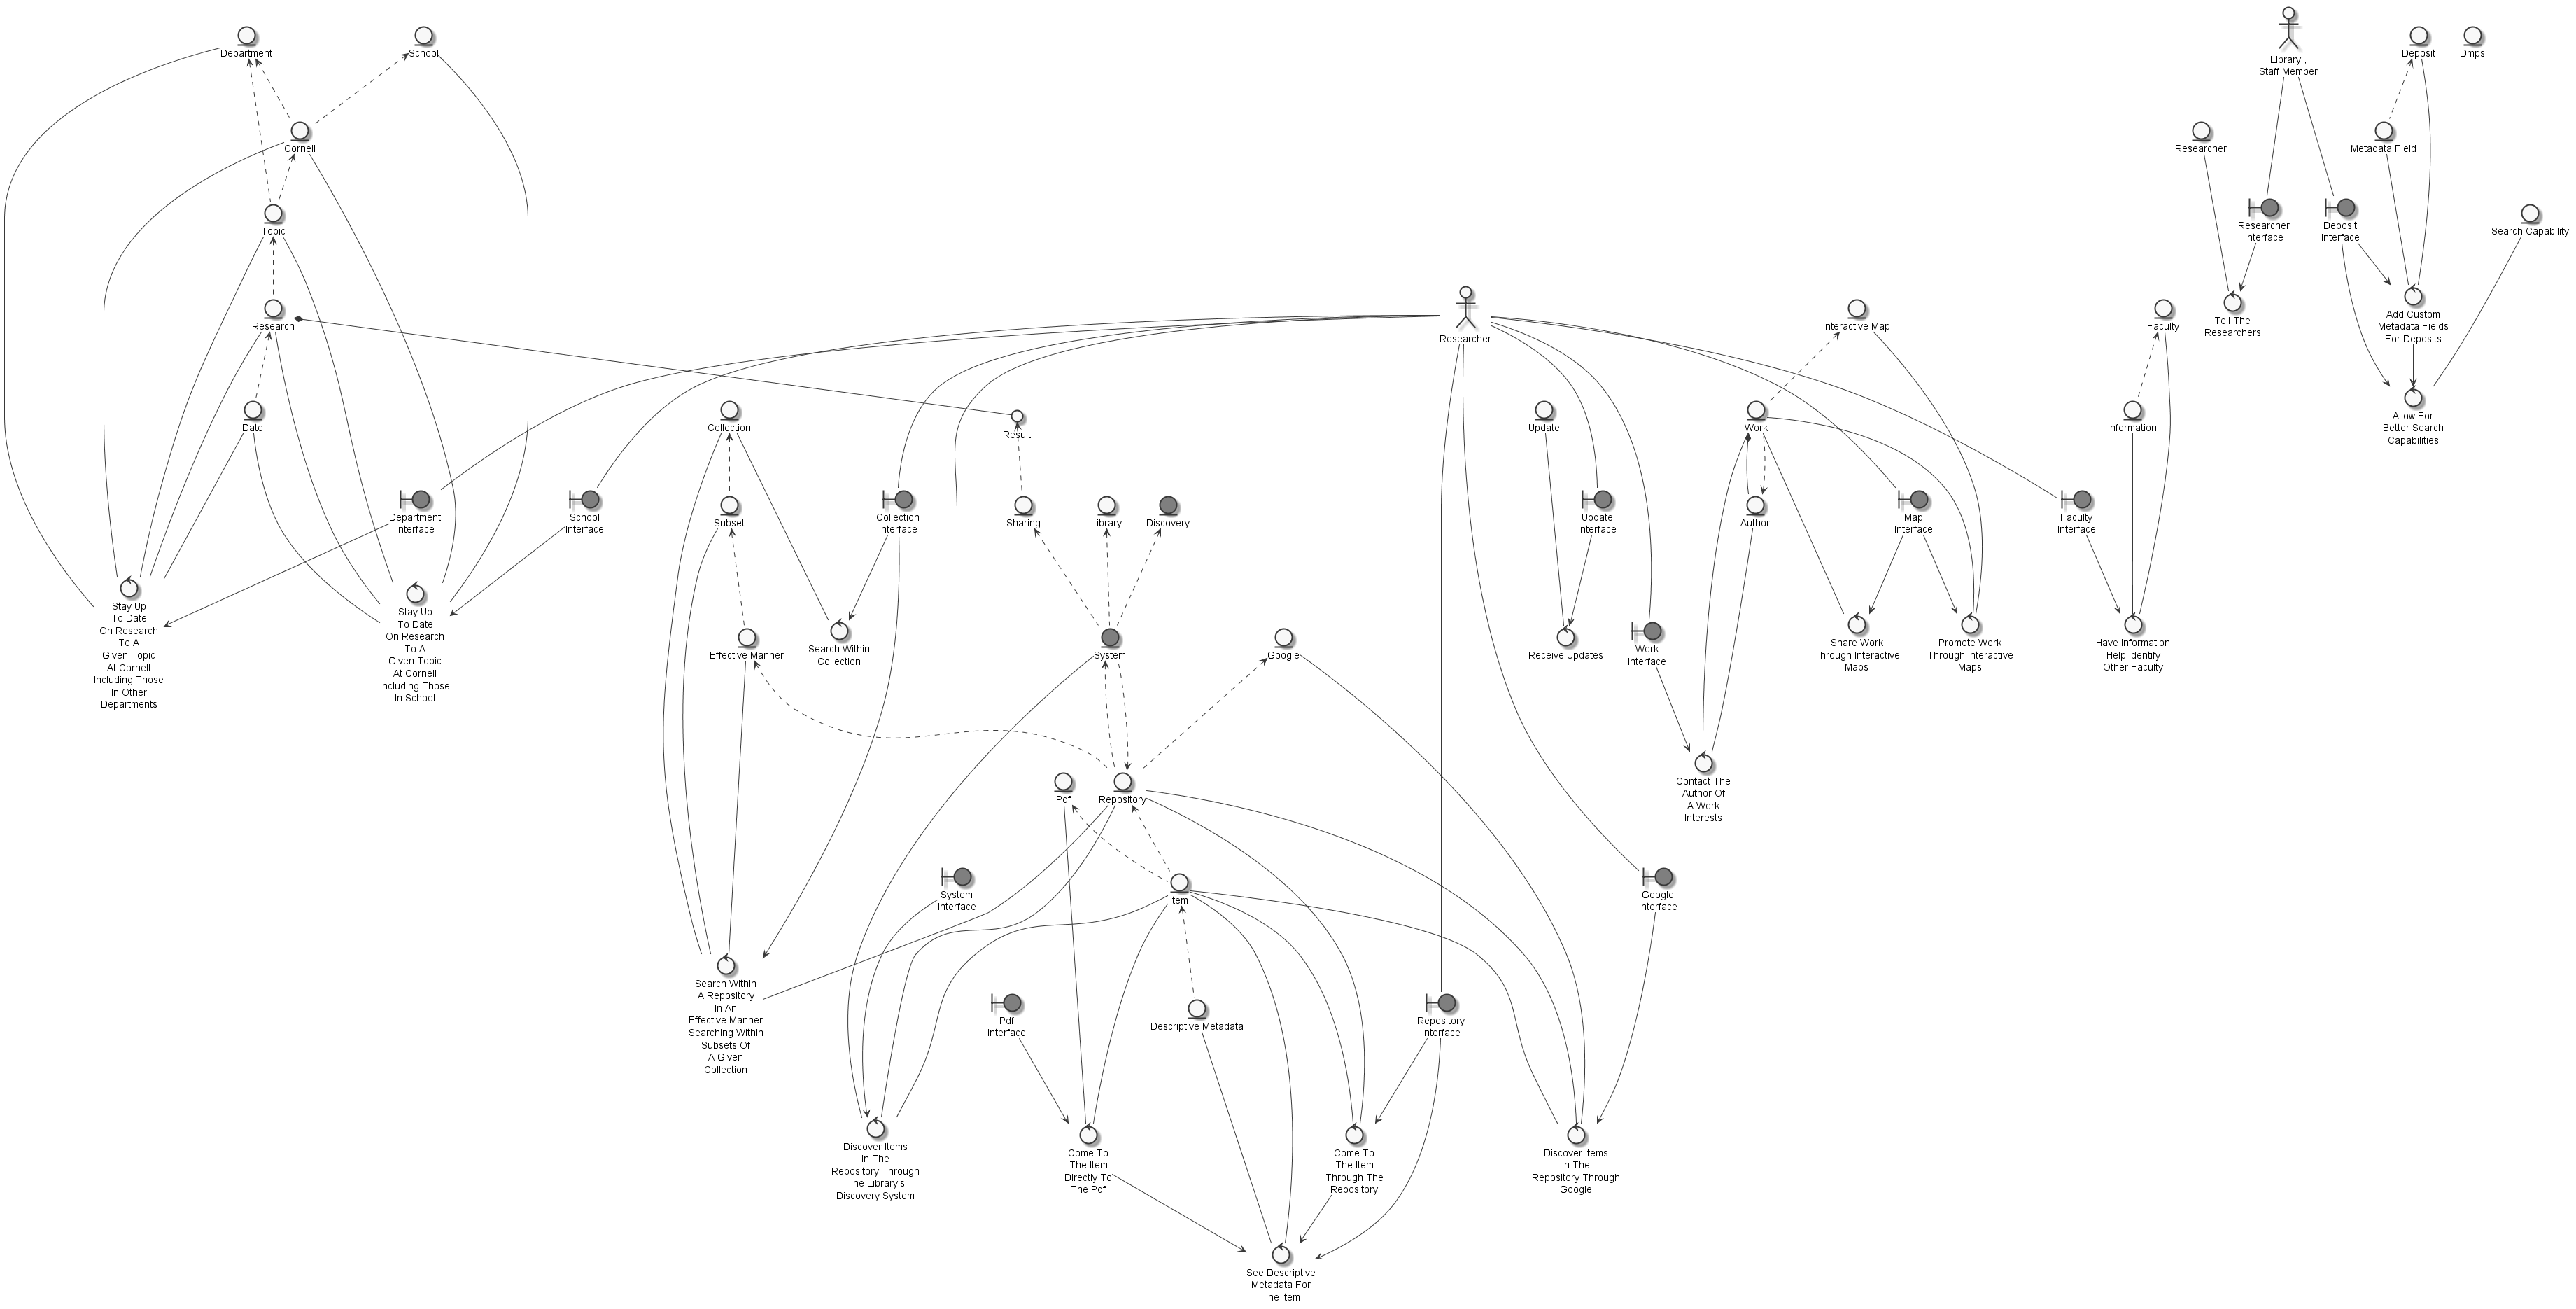 Department
School
Library
Staff Member
Deposit
Dmps
Cornell
Researcher
Metadata Field
Topic
Researcher
Interface
Deposit
Interface
Search Capability
Research
Researcher
Interactive Map
Faculty
Tell The
Researchers
Add Custom
Metadata Fields
For Deposits
Date
Collection
Result
Update
Work
Information
Allow For
Better Search
Capabilities
Department
Interface
School
Interface
Subset
Collection
Interface
Sharing
Library
Discovery
Update
Interface
Author
Map
Interface
Faculty
Interface
Stay Up
To Date
On Research
To A
Given Topic
At Cornell
Including Those
In Other
Departments
Stay Up
To Date
On Research
To A
Given Topic
At Cornell
Including Those
In School
Effective Manner
Search Within
Collection
System
Google
Receive Updates
Work
Interface
Share Work
Through Interactive
Maps
Promote Work
Through Interactive
Maps
Have Information
Help Identify
Other Faculty
Pdf
Repository
Contact The
Author Of
A Work
Interests
System
Interface
Item
Google
Interface
Search Within
A Repository
In An
Effective Manner
Searching Within
Subsets Of
A Given
Collection
Pdf
Interface
Descriptive Metadata
Repository
Interface
Discover Items
In The
Repository Through
The Library's
Discovery System
Come To
The Item
Directly To
The Pdf
Come To
The Item
Through The
Repository
Discover Items
In The
Repository Through
Google
See Descriptive
Metadata For
The Item